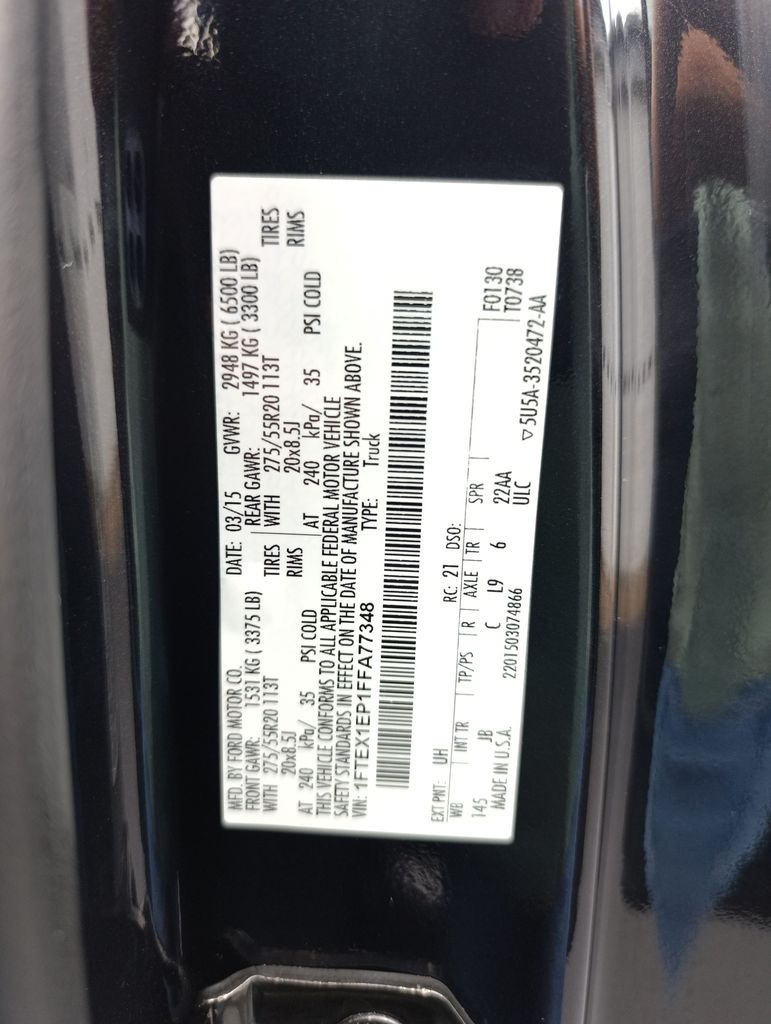 MFD. BY FORD MOTOR CO. DATE: 03/15 GVWR: 2948 KG ( 6500 LB)
FRONT GAWR: 1531 KG ( 3375 LB) REAR GAWR: 1497 KG ( 3300 LB)
WITH 275/55R20 113T TIRES WITH 275/55R20 113T TIRES
20x8.5J RIMS 20x8.5J RIMS
AT 240 kPa/ 35 PSI COLD AT 240 kPa/ 35 PSI COLD
THIS VEHICLE CONFORMS TO ALL APPLICABLE FEDERAL MOTOR VEHICLE
SAFETY STANDARDS IN EFFECT ON THE DATE OF MANUFACTURE SHOWN ABOVE.
VIN: 1FTEX1EP1FFA77348 TYPE: Truck
EXT PNT: UH RC: 21 DSO:
WB INT TR TP/PS R AXLE TR SPR F0130
145 JB C L9 6 22AA T0738
MADE IN U.S.A. 2201503074866 ULC ▽5U5A-3520472-AA